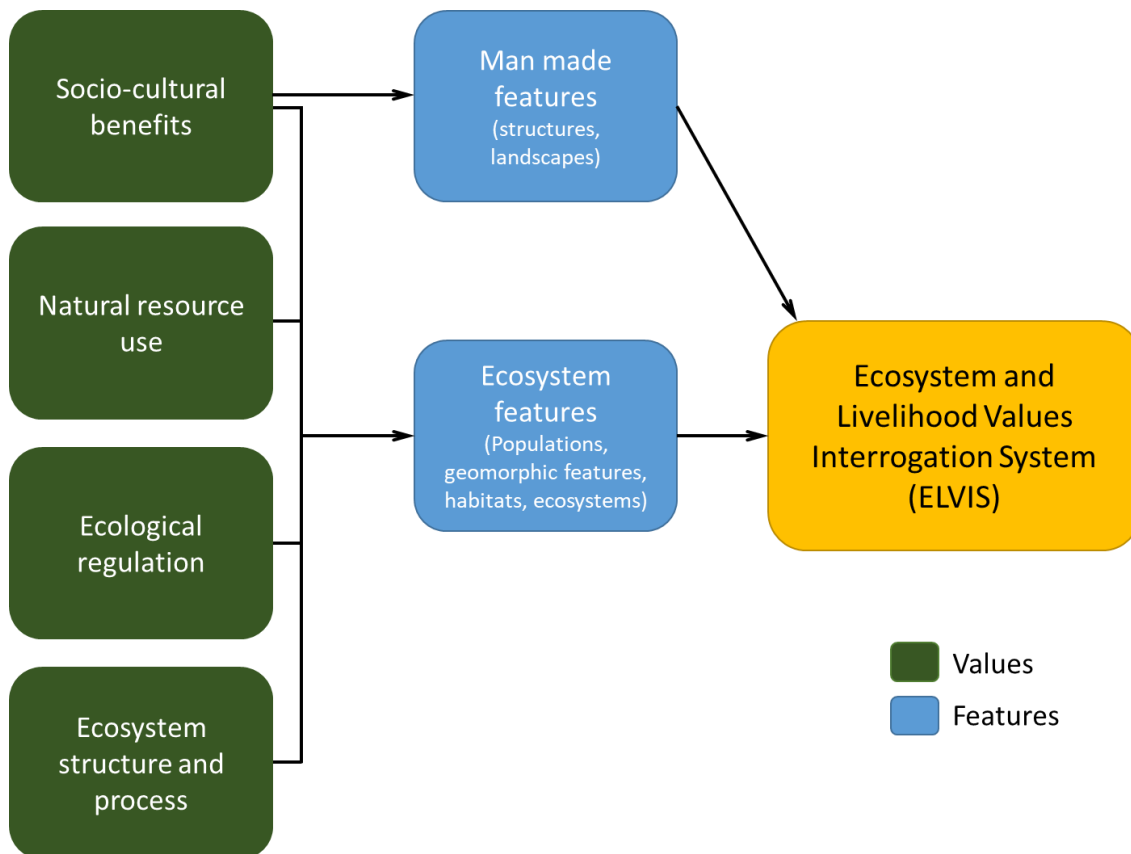 Socio-cultural
benefits
Man made
features
(structures,
landscapes)
Natural resource
use
Ecosystem
features
(Populations,
geomorphic features,
habitats, ecosystems)
Ecosystem and
Livelihood Values
Interrogation System
(ELVIS)
Ecological
regulation
Ecosystem
structure and
process
Values
Features